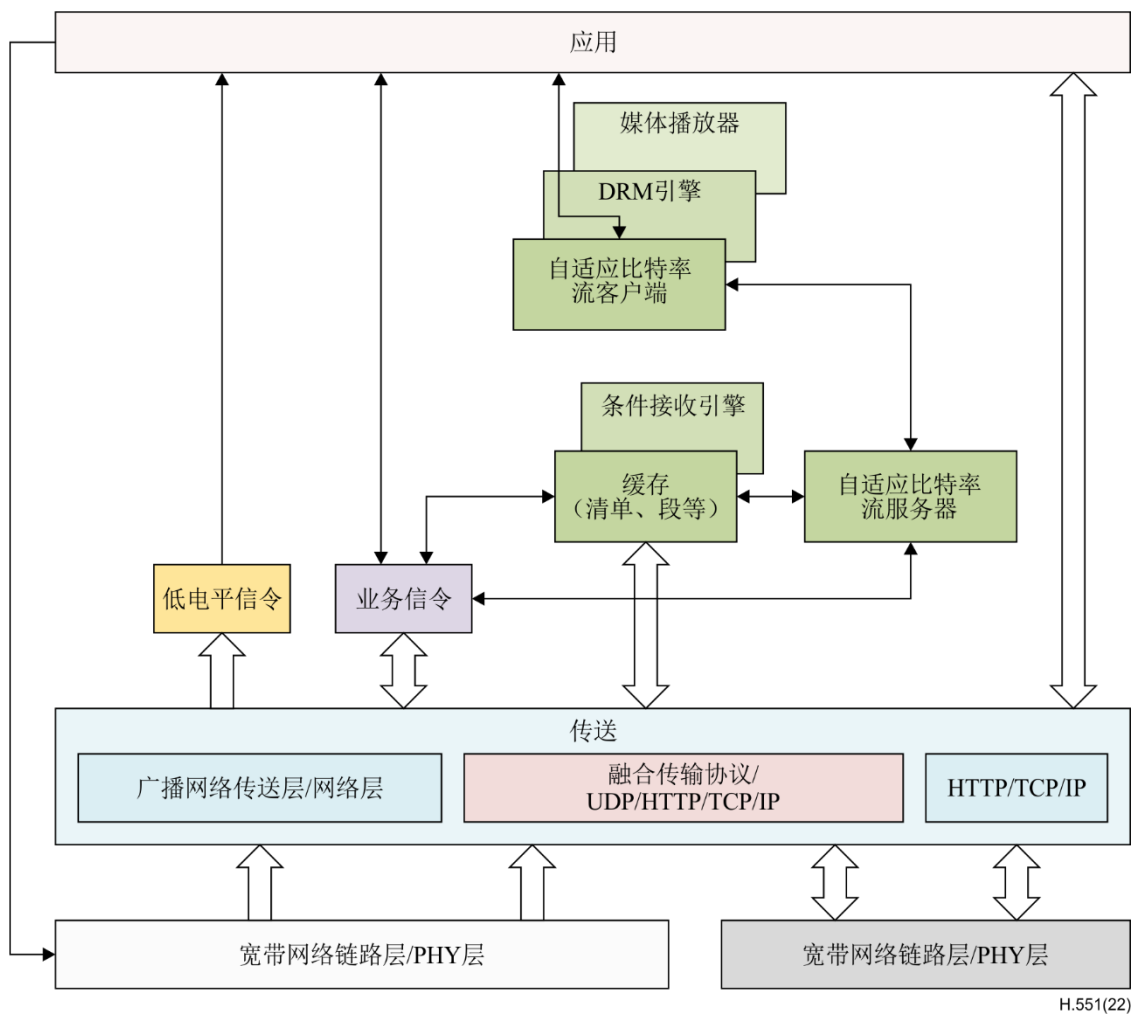 应用
媒体播放器
DRM引擎
自适应比特率
流客户端
条件接收引擎
缓存
（清单、段等）
自适应比特率
流服务器
低电平信令
业务信令
传送
广播网络传送层/网络层
融合传输协议/
UDP/HTTP/TCP/IP
HTTP/TCP/IP
宽带网络链路层/PHY层
宽带网络链路层/PHY层
H.551(22)